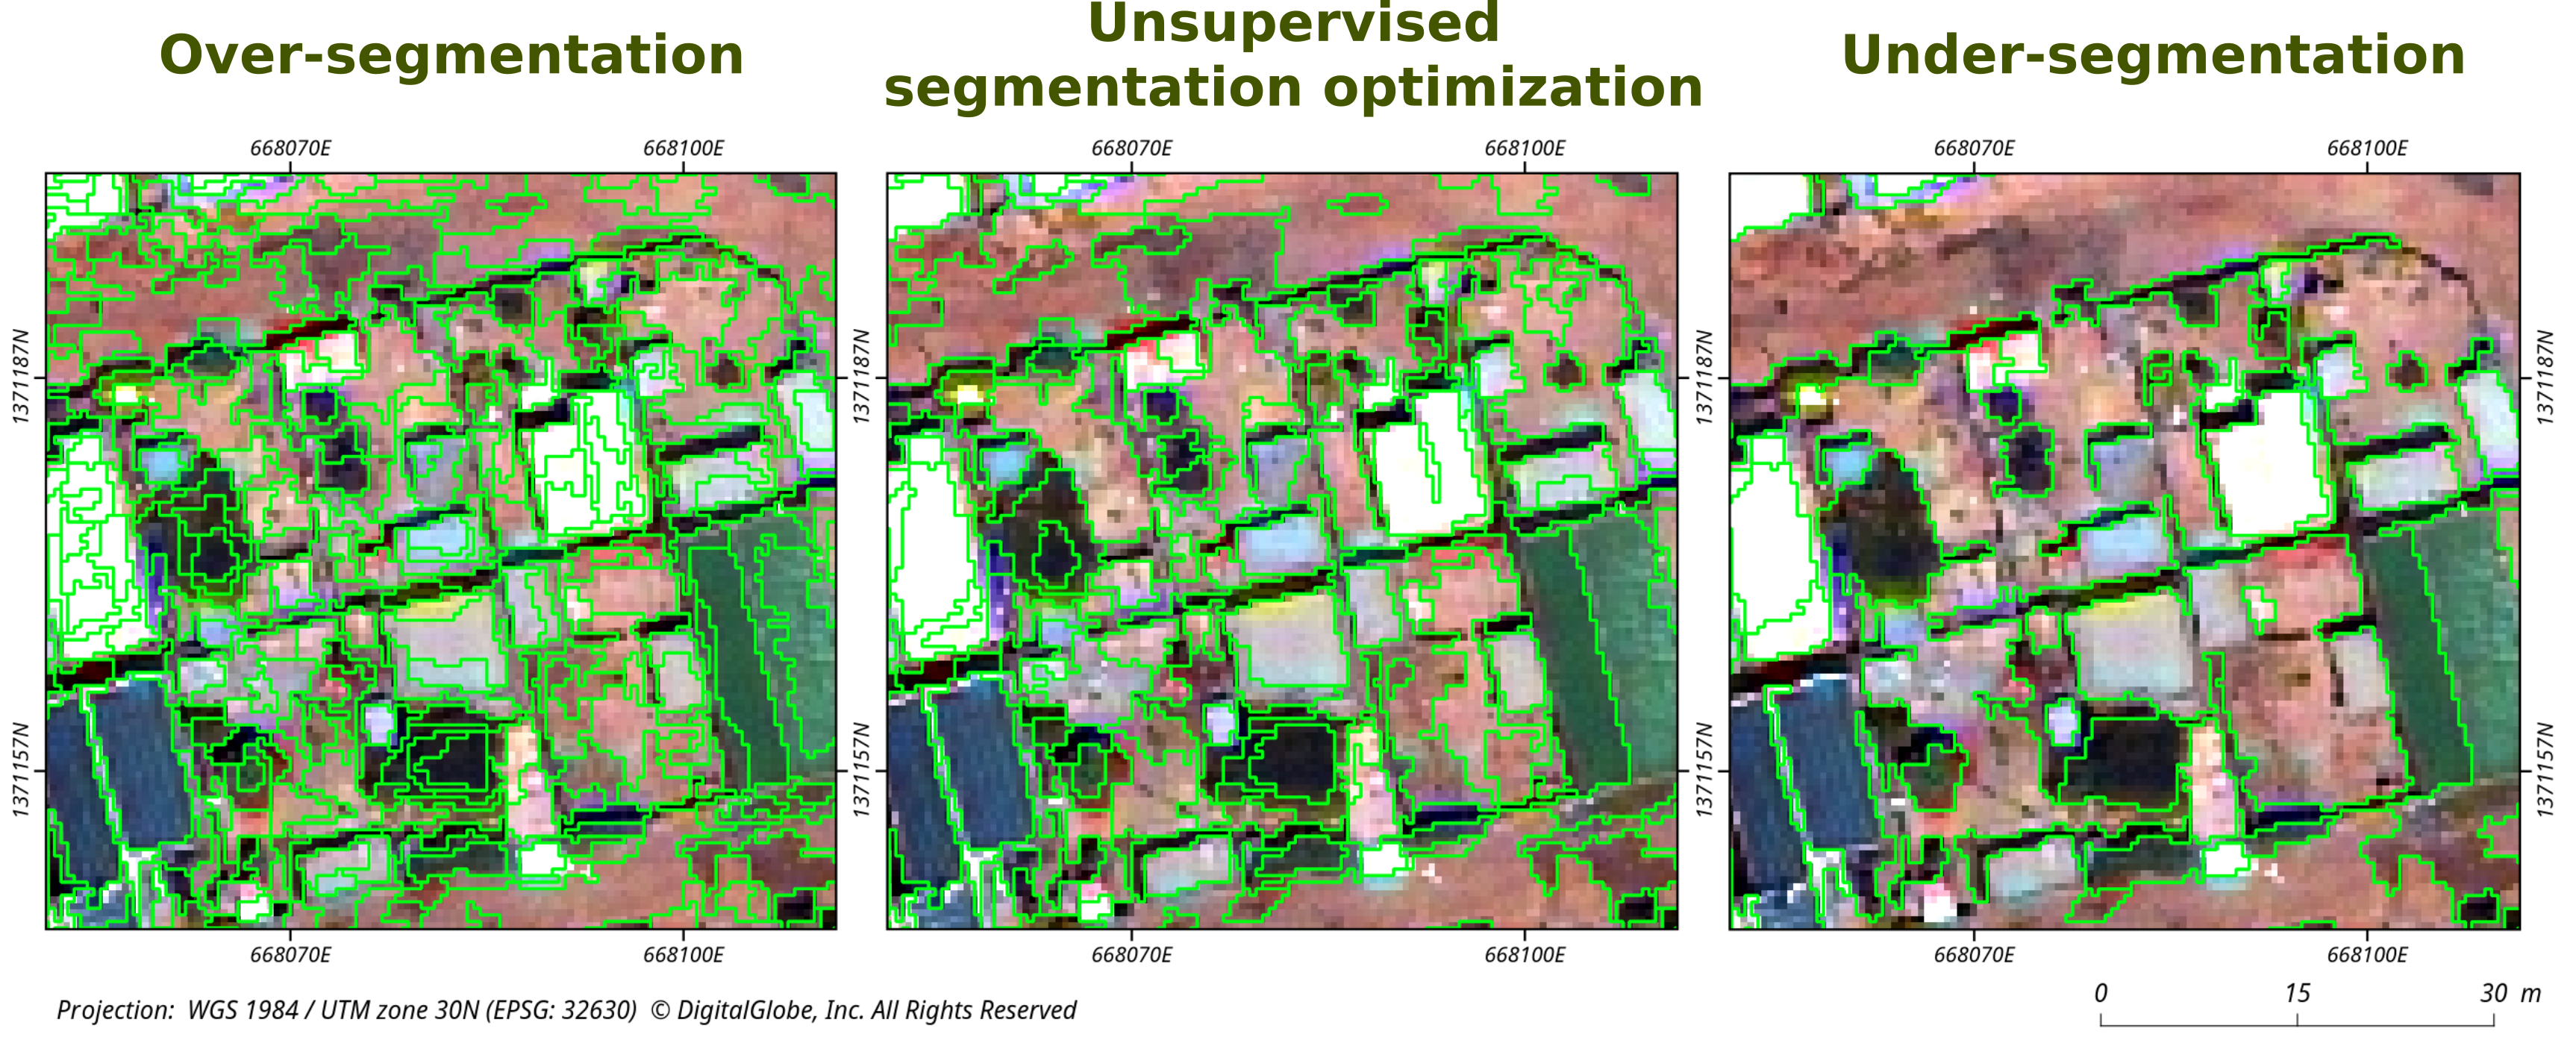 Over-segmentation
Unsupervised
segmentation optimization
Under-segmentation
668070E 668100E 668070E 668100E 668070E 668100E
1371187N 1371187N 1371187N 1371187N
1371157N 1371157N 1371157N 1371157N
668070E 668100E 668070E 668100E 668070E 668100E
0 15 30 m
Projection: WGS 1984 / UTM zone 30N (EPSG: 32630) © DigitalGlobe, Inc. All Rights Reserved